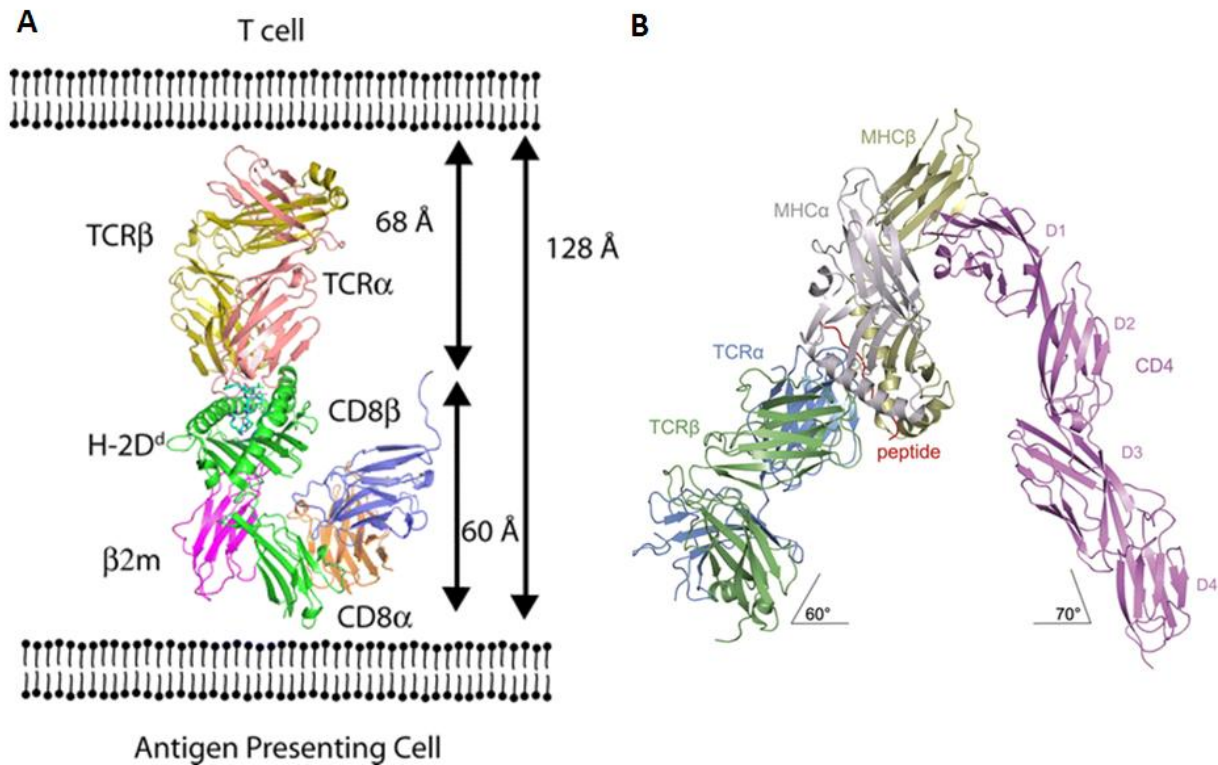 A
T cell
TCRβ
68 Å
128 Å
TCRα
CD8β
H-2Dᵈ
60 Å
β2m
CD8α
Antigen Presenting Cell
B
MHCβ
MHCα
D1
D2
CD4
TCRα
TCRβ
D3
peptide
D4
60°
70°